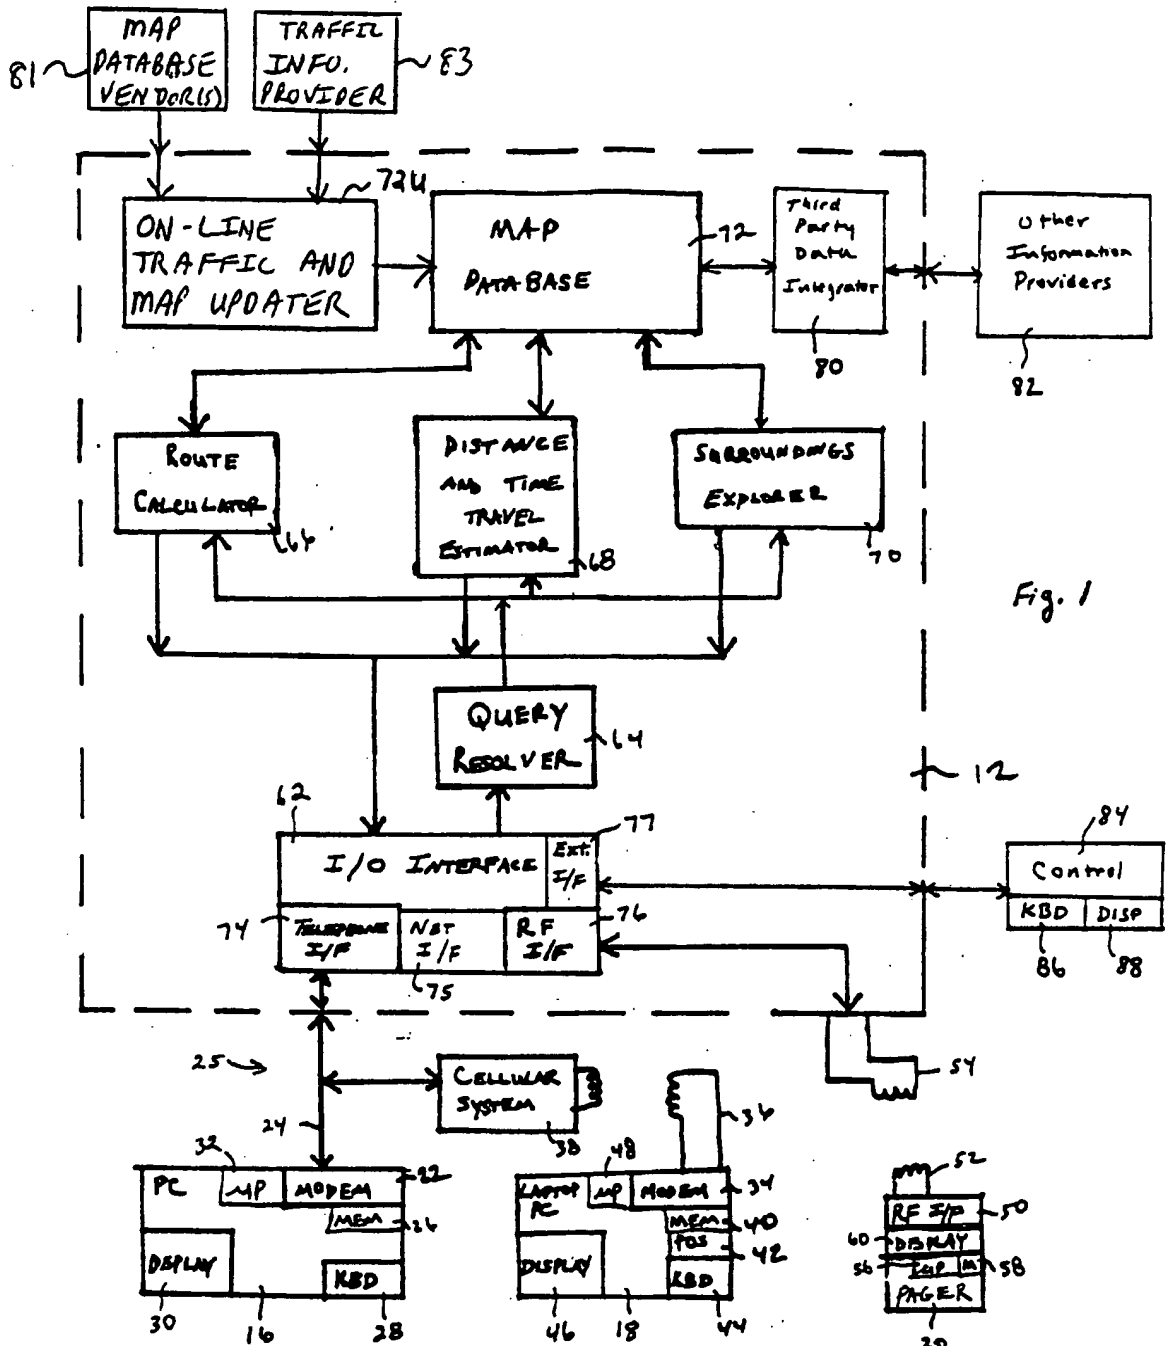 MAP
DATABASE
VENDOR(S)
81
TRAFFIC
INFO.
PROVIDER
83
72U
ON-LINE
TRAFFIC AND
MAP UPDATER
MAP
DATABASE
72
Third
Party
Data
Integrator
80
Other
Information
Providers
82
ROUTE
CALCULATOR
66
DISTANCE
AND TIME
TRAVEL
ESTIMATOR
68
SURROUNDINGS
EXPLORER
70
Fig. 1
QUERY
RESOLVER
64
12
62
I/O INTERFACE
Ext.
I/F
77
74
TELEPHONE
I/F
NET
I/F
75
RF
I/F
76
84
Control
KBD
DISP
86
88
25
CELLULAR
SYSTEM
38
54
24
36
32
PC
MP
MODEM
22
MEM
26
DISPLAY
KBD
30
16
28
48
LAPTOP
PC
MP
MODEM
34
MEM
40
POS
42
DISPLAY
KBD
46
18
44
52
RF I/F
50
60
DISPLAY
56
MP
M
58
PAGER